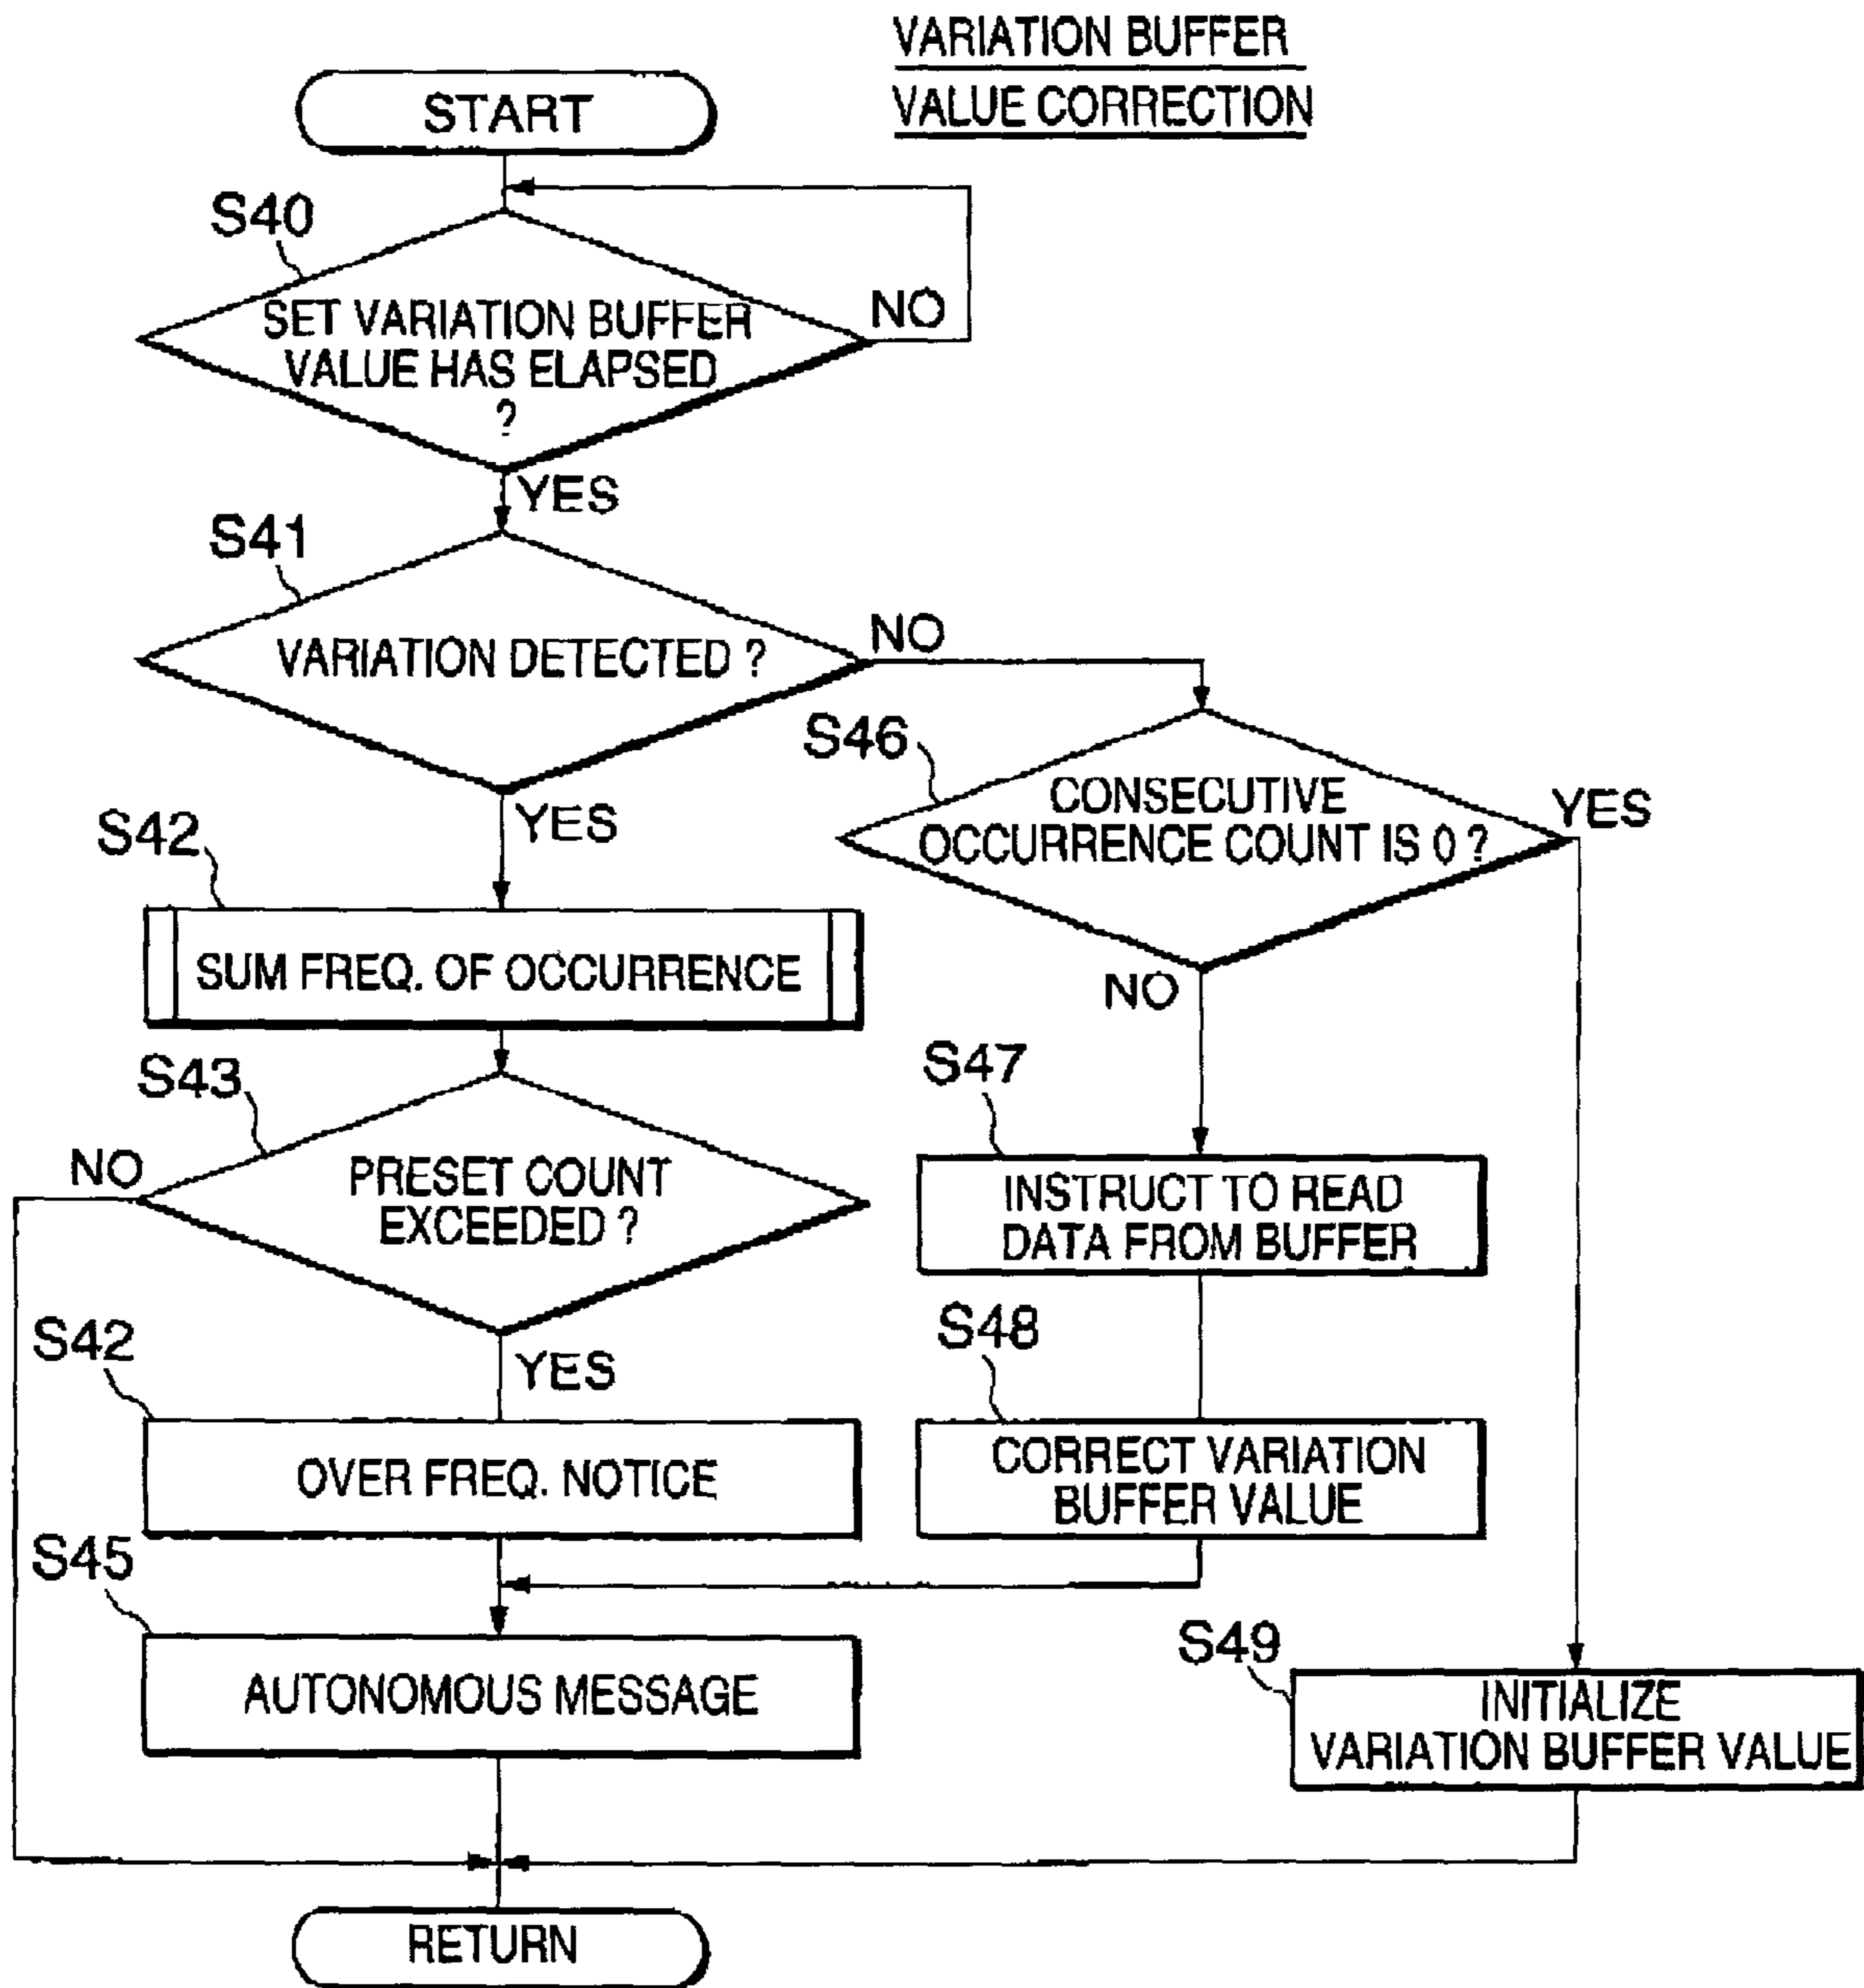 VARIATION BUFFER
VALUE CORRECTION
START
S40
SET VARIATION BUFFER
VALUE HAS ELAPSED
?
NO
YES
S41
VARIATION DETECTED ?
NO
YES
S46
CONSECUTIVE
OCCURRENCE COUNT IS 0 ?
YES
NO
S42
SUM FREQ. OF OCCURRENCE
S43
PRESET COUNT
EXCEEDED ?
NO
YES
S47
INSTRUCT TO READ
DATA FROM BUFFER
S42
OVER FREQ. NOTICE
S48
CORRECT VARIATION
BUFFER VALUE
S45
AUTONOMOUS MESSAGE
S49
INITIALIZE
VARIATION BUFFER VALUE
RETURN